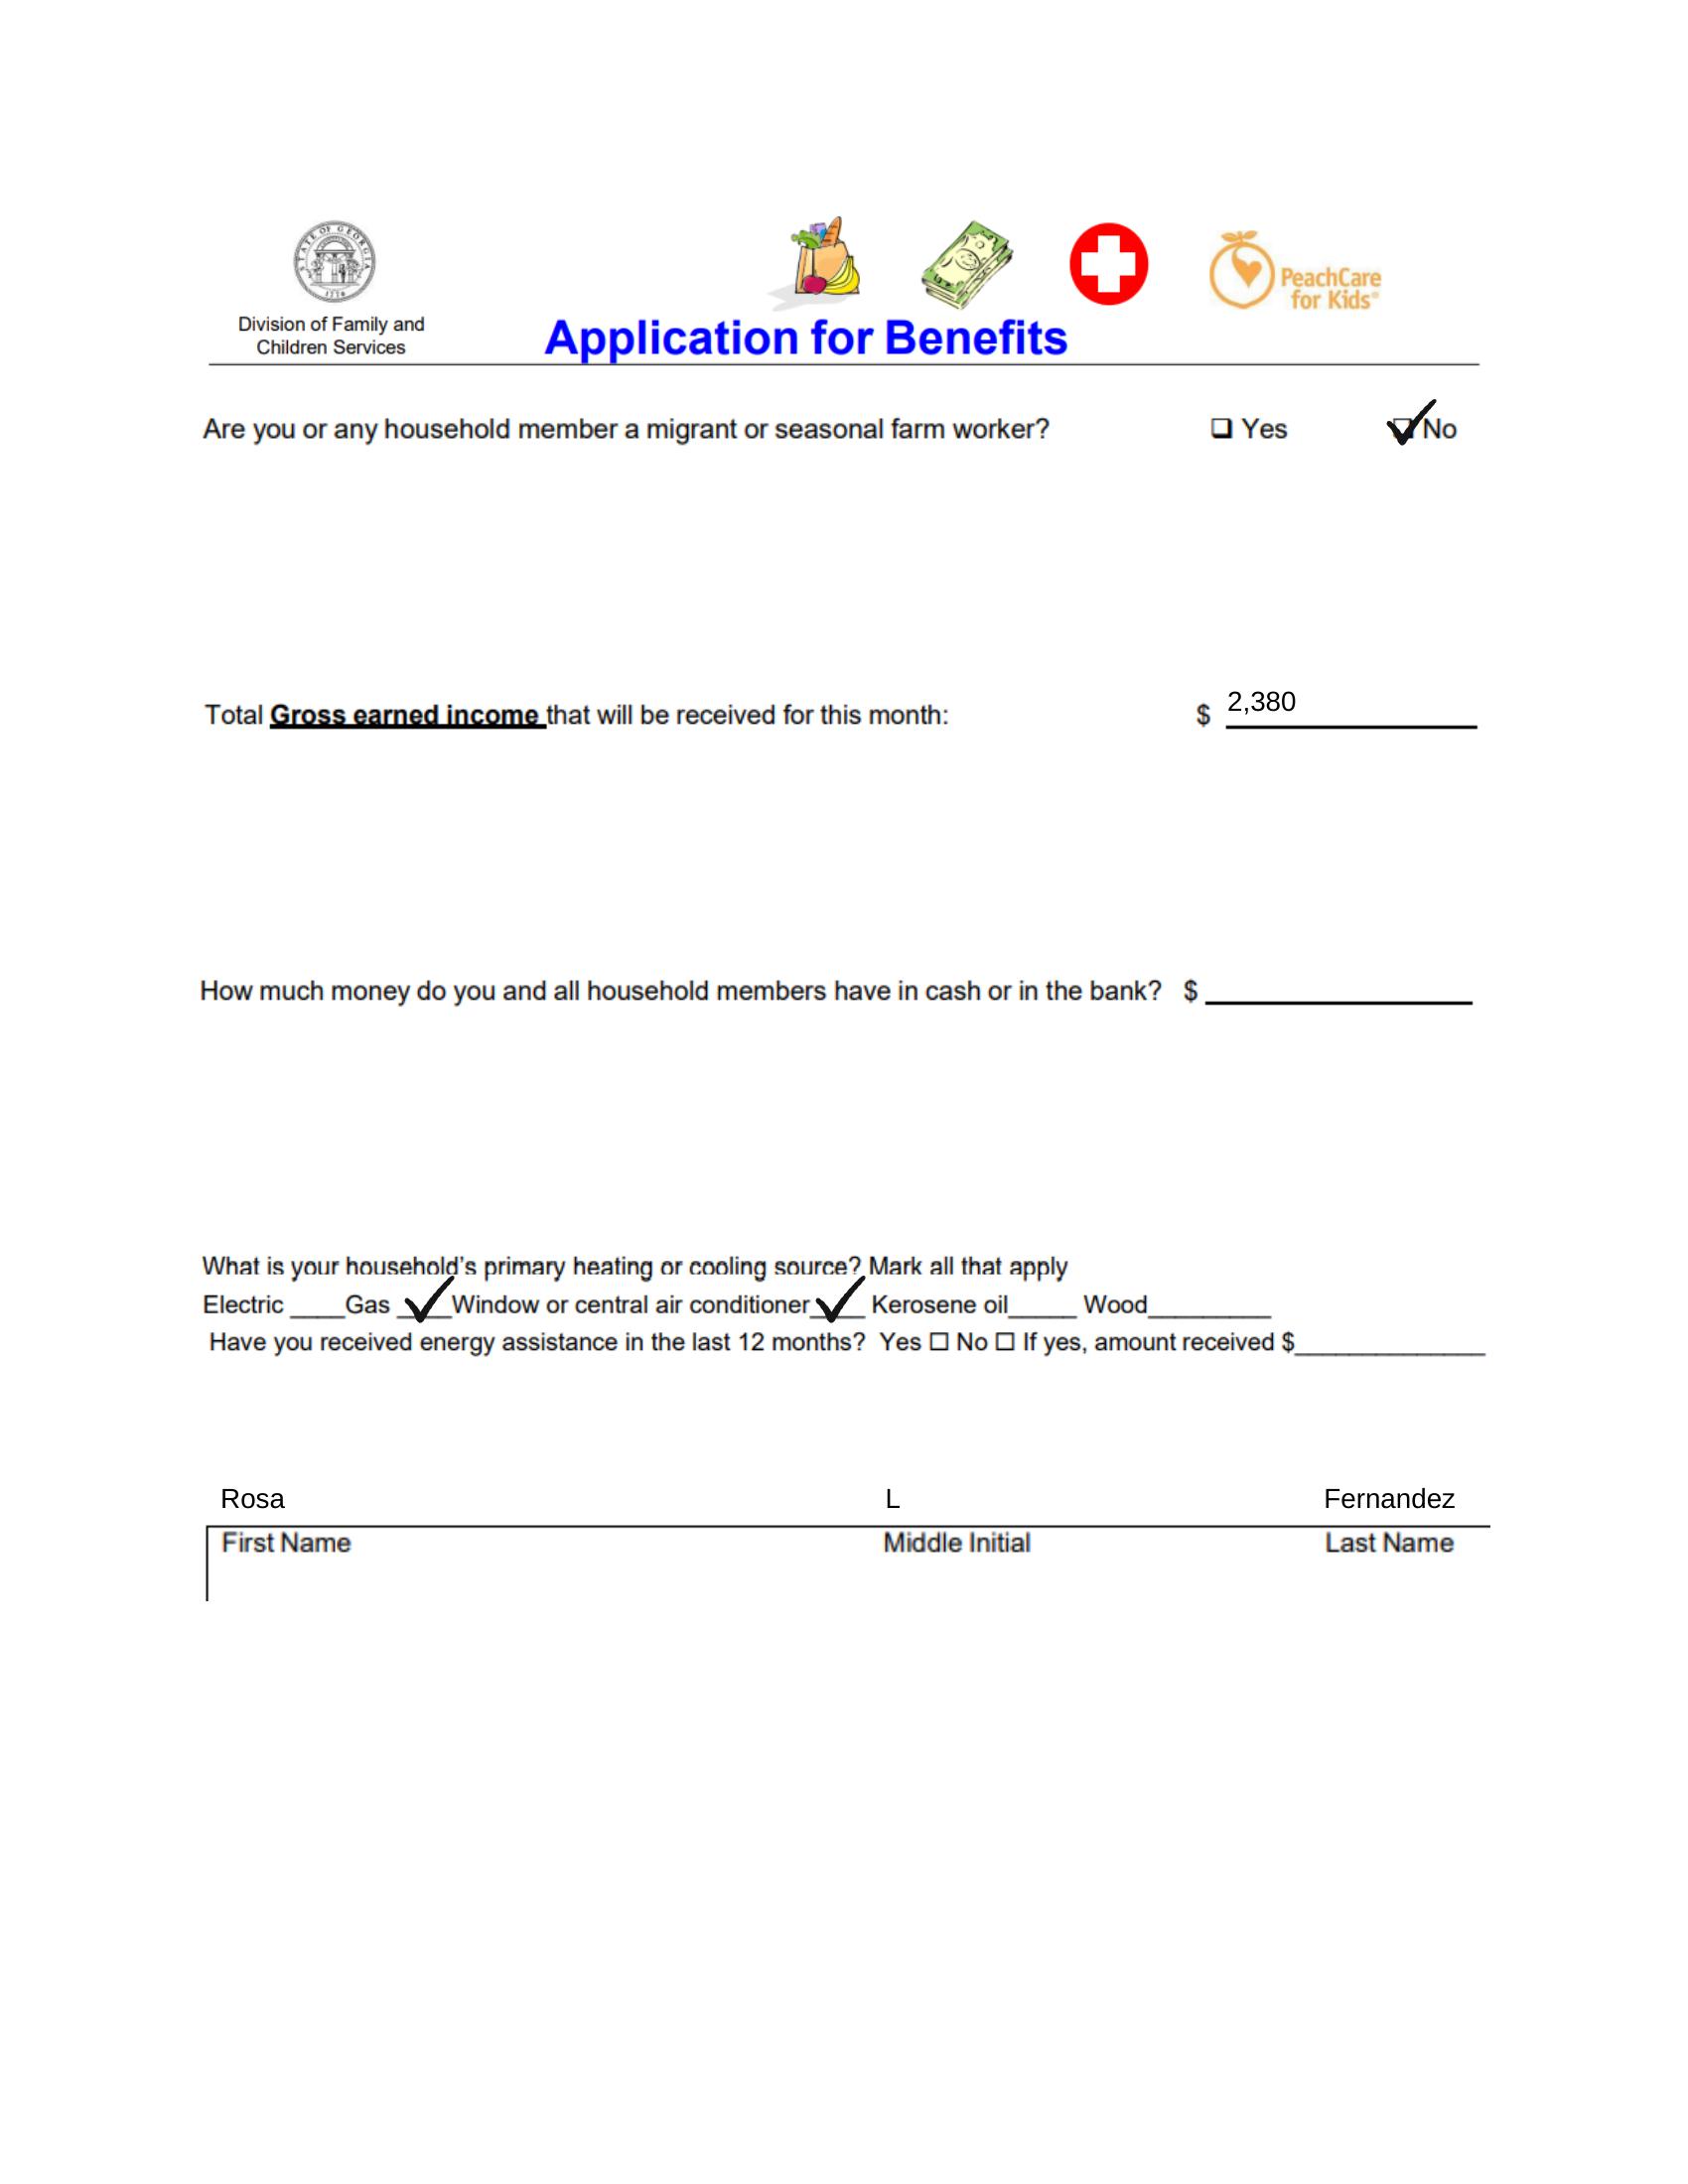 STATE OF GEORGIA
1776
PeachCare
for Kids®
Division of Family and
Children Services
Application for Benefits
Are you or any household member a migrant or seasonal farm worker? ❑ Yes ✓ No
Total Gross earned income that will be received for this month: $ 2,380
How much money do you and all household members have in cash or in the bank? $ ____
What is your household's primary heating or cooling source? Mark all that apply
Electric ____Gas _✓_Window or central air conditioner_✓_ Kerosene oil_____ Wood_________
Have you received energy assistance in the last 12 months? Yes ☐ No ☐ If yes, amount received $______________
Rosa L Fernandez
First Name Middle Initial Last Name